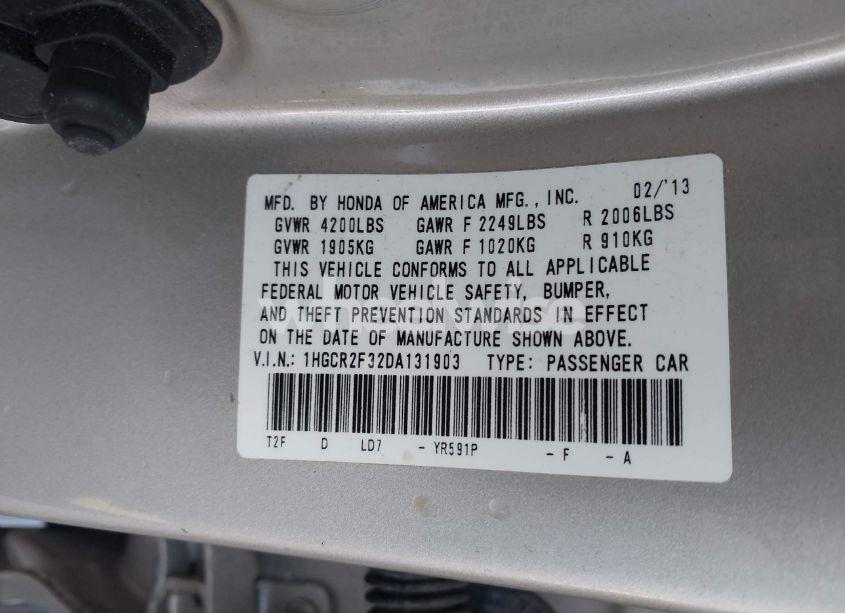 MFD. BY HONDA OF AMERICA MFG., INC. 02/'13
GVWR 4200LBS GAWR F 2249LBS R 2006LBS
GVWR 1905KG GAWR F 1020KG R 910KG
THIS VEHICLE CONFORMS TO ALL APPLICABLE
FEDERAL MOTOR VEHICLE SAFETY, BUMPER,
AND THEFT PREVENTION STANDARDS IN EFFECT
ON THE DATE OF MANUFACTURE SHOWN ABOVE.
V.I.N.: 1HGCR2F32DA131903 TYPE: PASSENGER CAR
T2F D LD7 - YR591P - F - A